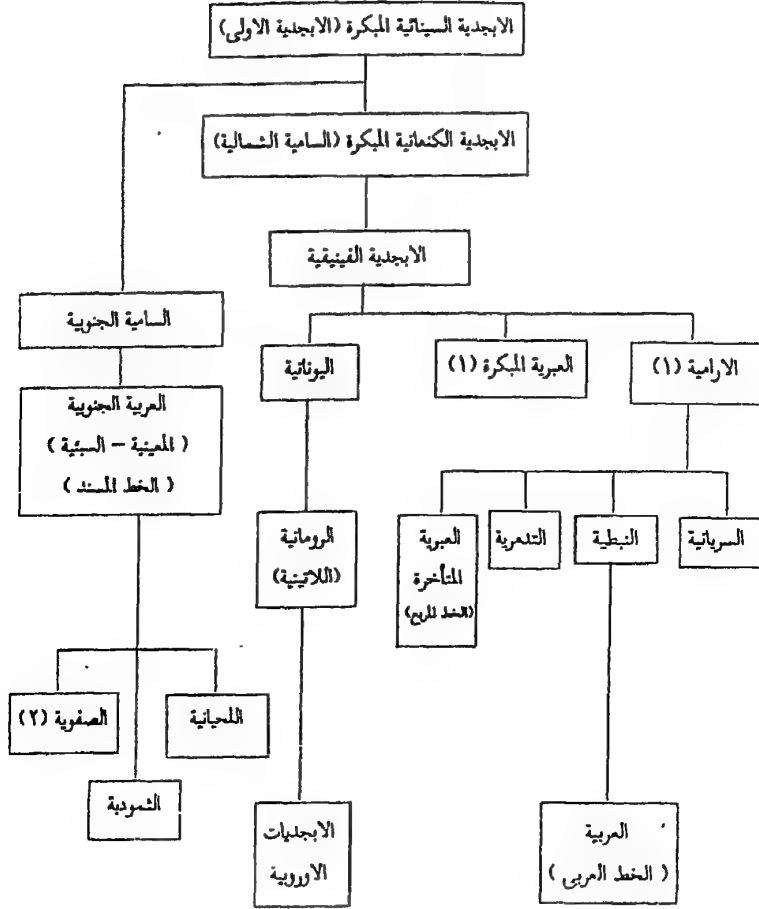 الابجدية السينائية المبكرة (الابجدية الاولى)
الابجدية الكنعانية المبكرة (السامية الشمالية)
الابجدية الفينيقية
السامية الجنوبية
الارامية (١)
العبرية المبكرة (١)
اليونانية
العربية الجنوبية
( المعينية – السبئية )
( الخط المسند )
السريانية
النبطية
التدمرية
العبرية
المتأخرة
(الخط المربع)
الرومانية
(اللاتينية)
اللحيانية
الصفوية (٢)
الثمودية
العربية
( الخط العربى )
الابجديات
الاوروبية